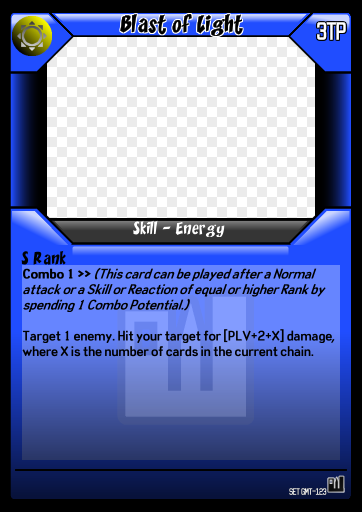 Blast of Light
3TP
Skill - Energy
S Rank
Combo 1 >> (This card can be played after a Normal
attack or a Skill or Reaction of equal or higher Rank by
spending 1 Combo Potential.)
Target 1 enemy. Hit your target for [PLV+2+X] damage,
where X is the number of cards in the current chain.
SET GMT-123